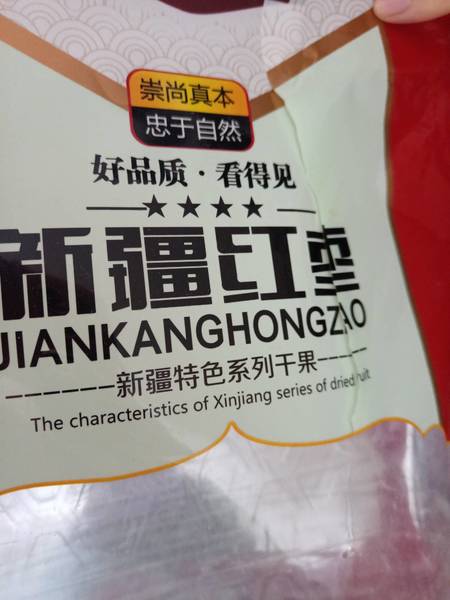 崇尚真本
忠于自然
好品质·看得见
新疆红枣
JIANKANGHONGZAO
新疆特色系列干果
The characteristics of Xinjiang series of dried fruit